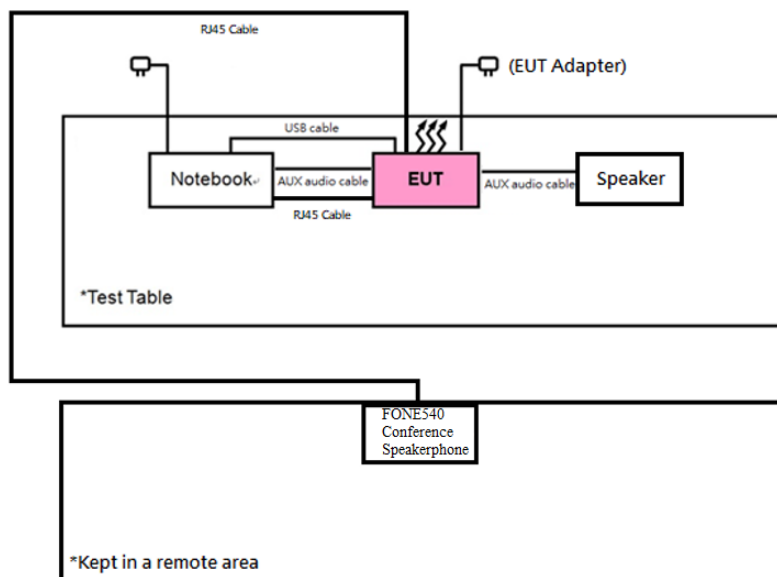 RJ45 Cable
(EUT Adapter)
USB cable
Notebook
AUX audio cable
EUT
AUX audio cable
Speaker
RJ45 Cable
*Test Table
FONE540
Conference
Speakerphone
*Kept in a remote area